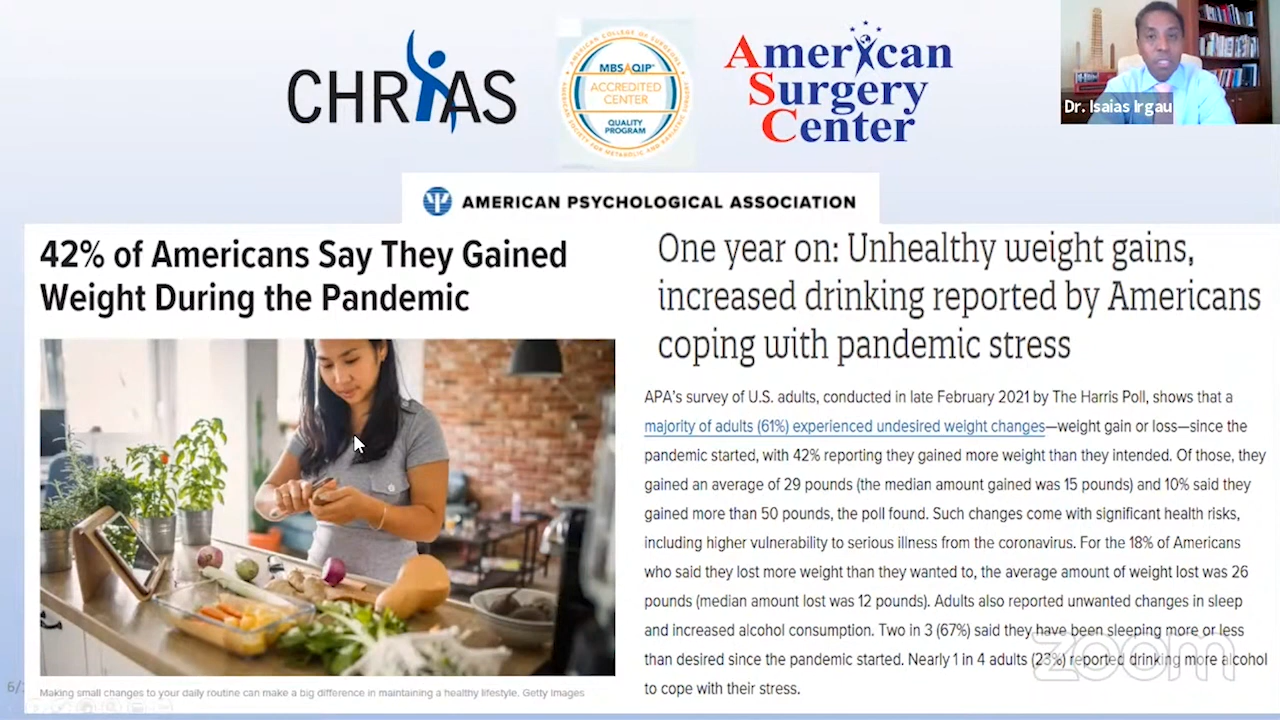 CHRIAS
AMERICAN COLLEGE OF SURGEONS
MBSAQIP
ACCREDITED
CENTER
QUALITY
PROGRAM
AMERICAN SOCIETY FOR METABOLIC AND BARIATRIC SURGERY
American
Surgery
Center
Dr. Isaias Irgau
AMERICAN PSYCHOLOGICAL ASSOCIATION
42% of Americans Say They Gained
Weight During the Pandemic
Making small changes to your daily routine can make a big difference in maintaining a healthy lifestyle. Getty Images
One year on: Unhealthy weight gains,
increased drinking reported by Americans
coping with pandemic stress
APA's survey of U.S. adults, conducted in late February 2021 by The Harris Poll, shows that a
majority of adults (61%) experienced undesired weight changes—weight gain or loss—since the
pandemic started, with 42% reporting they gained more weight than they intended. Of those, they
gained an average of 29 pounds (the median amount gained was 15 pounds) and 10% said they
gained more than 50 pounds, the poll found. Such changes come with significant health risks,
including higher vulnerability to serious illness from the coronavirus. For the 18% of Americans
who said they lost more weight than they wanted to, the average amount of weight lost was 26
pounds (median amount lost was 12 pounds). Adults also reported unwanted changes in sleep
and increased alcohol consumption. Two in 3 (67%) said they have been sleeping more or less
than desired since the pandemic started. Nearly 1 in 4 adults (23%) reported drinking more alcohol
to cope with their stress.
zoom